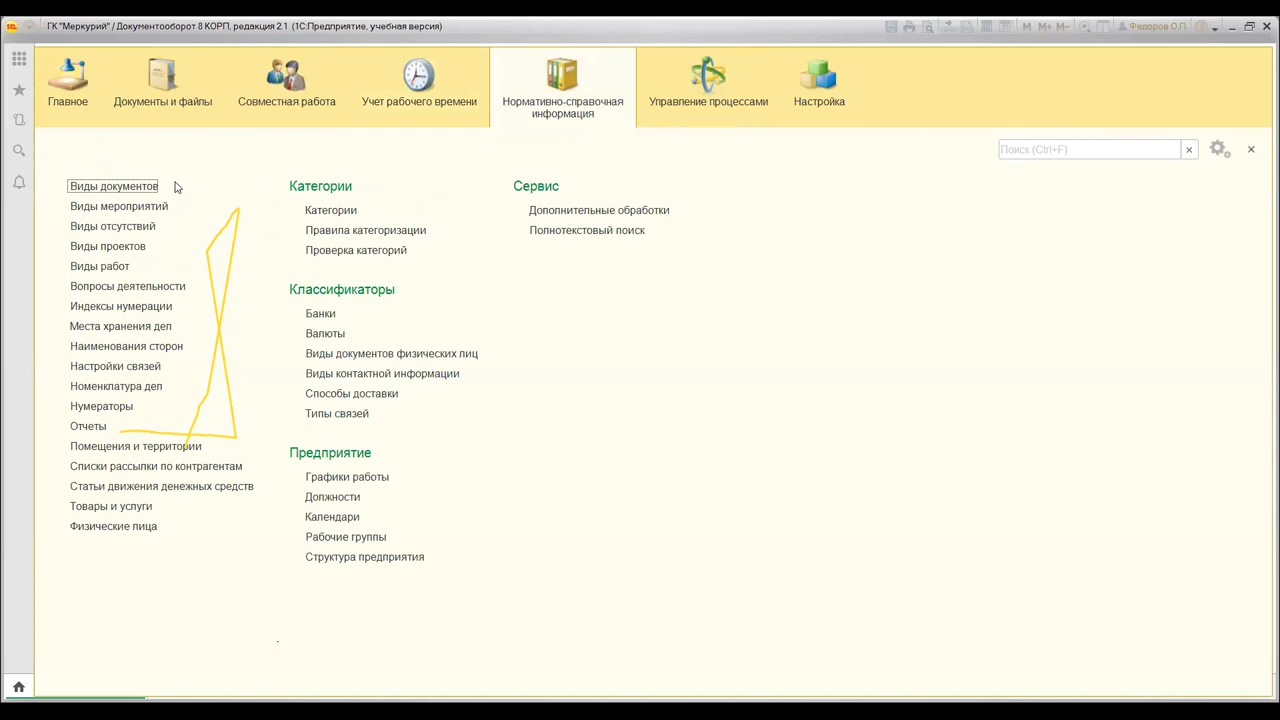 ГК "Меркурий" / Документооборот 8 КОРП, редакция 2.1 (1С:Предприятие, учебная версия)
M M+ M-
Федоров О.П.
Главное
Документы и файлы
Совместная работа
Учет рабочего времени
Нормативно-справочная
информация
Управление процессами
Настройка
Поиск (Ctrl+F)
Виды документов
Виды мероприятий
Виды отсутствий
Виды проектов
Виды работ
Вопросы деятельности
Индексы нумерации
Места хранения дел
Наименования сторон
Настройки связей
Номенклатура дел
Нумераторы
Отчеты
Помещения и территории
Списки рассылки по контрагентам
Статьи движения денежных средств
Товары и услуги
Физические лица
Категории
Категории
Правила категоризации
Проверка категорий
Классификаторы
Банки
Валюты
Виды документов физических лиц
Виды контактной информации
Способы доставки
Типы связей
Предприятие
Графики работы
Должности
Календари
Рабочие группы
Структура предприятия
Сервис
Дополнительные обработки
Полнотекстовый поиск